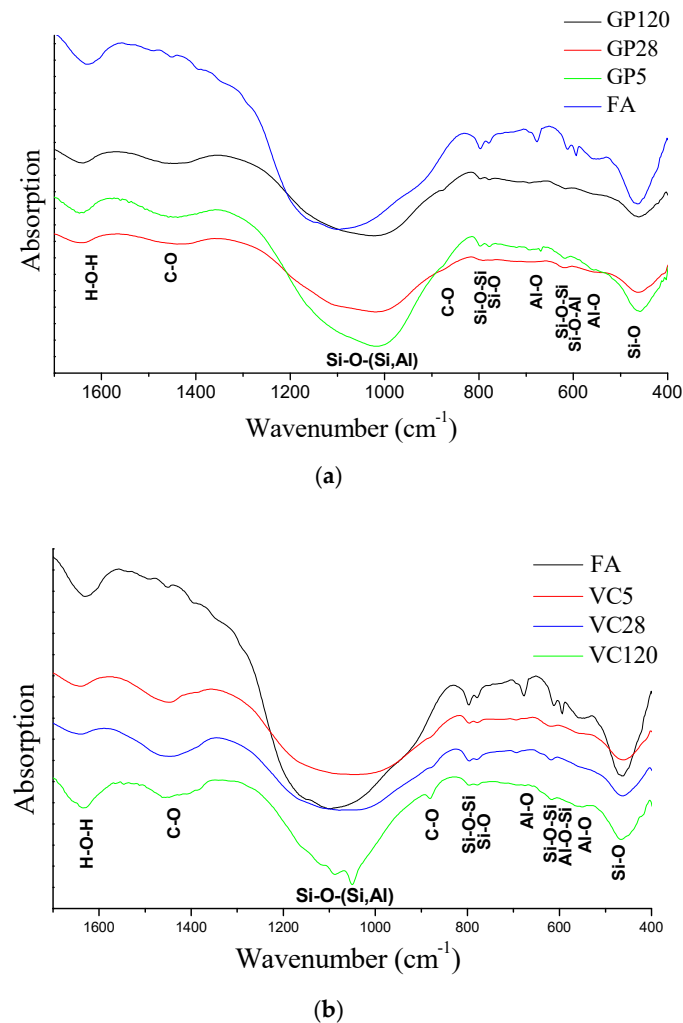 GP120
GP28
GP5
FA
Absorption
H-O-H
C-O
Si-O-(Si,Al)
C-O
Si-O-Si
Si-O
Al-O
Si-O-Si
Si-O-Al
Al-O
Si-O
1600 1400 1200 1000 800 600 400
Wavenumber (cm⁻¹)
(a)
FA
VC5
VC28
VC120
Absorption
H-O-H
C-O
Si-O-(Si,Al)
C-O
Si-O-Si
Si-O
Al-O
Si-O-Si
Al-O-Si
Al-O
Si-O
1600 1400 1200 1000 800 600 400
Wavenumber (cm⁻¹)
(b)